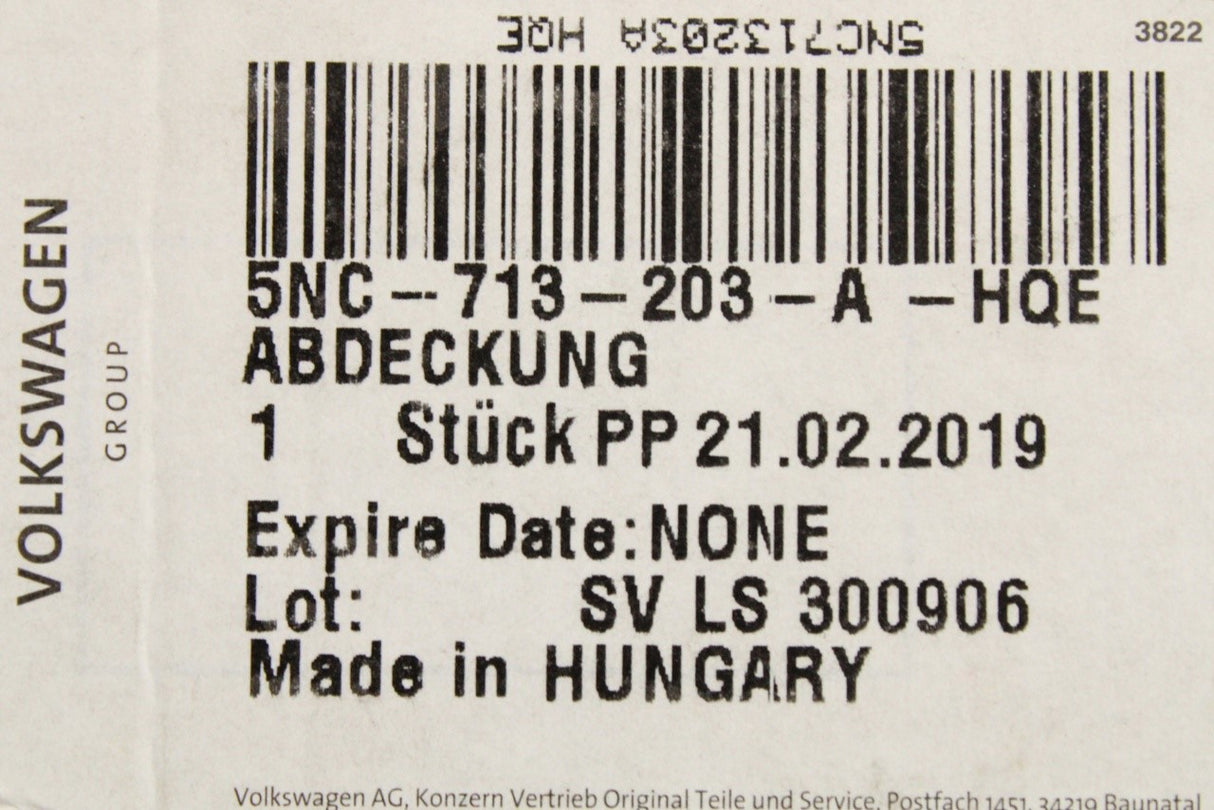 5NC713203A HQE
3822
VOLKSWAGEN
GROUP
5NC-713-203-A -HQE
ABDECKUNG
1 Stück PP 21.02.2019
Expire Date:NONE
Lot: SV LS 300906
Made in HUNGARY
Volkswagen AG, Konzern Vertrieb Original Teile und Service, Postfach 1451, 34219 Baunatal